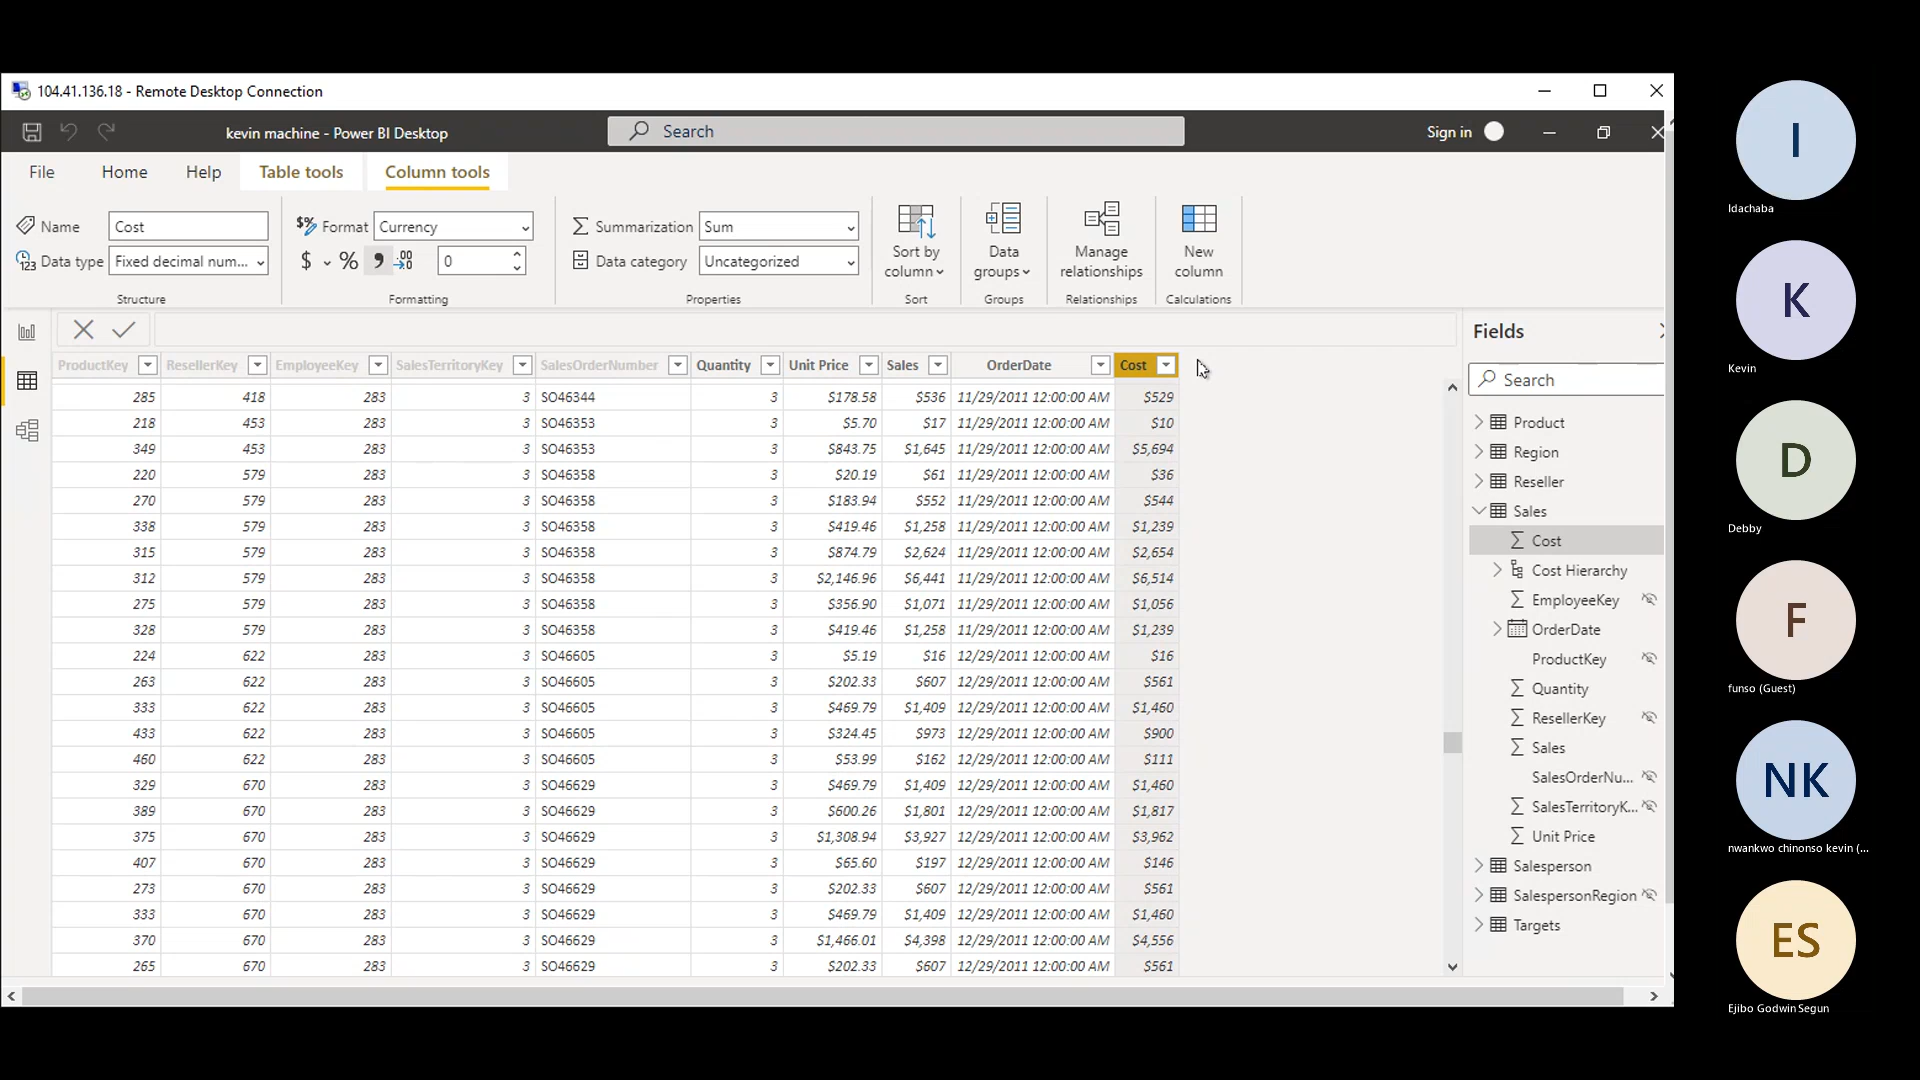 104.41.136.18 - Remote Desktop Connection
kevin machine - Power BI Desktop
Search
Sign in
File
Home
Help
Table tools
Column tools
Name
Cost
Format
Currency
Summarization
Sum
Data type
Fixed decimal num...
$
%
0
Data category
Uncategorized
Sort by
column
Data
groups
Manage
relationships
New
column
Structure
Formatting
Properties
Sort
Groups
Relationships
Calculations
ProductKey ResellerKey EmployeeKey SalesTerritoryKey SalesOrderNumber Quantity Unit Price Sales OrderDate Cost
285 418 283 3 SO46344 3 $178.58 $536 11/29/2011 12:00:00 AM $529
218 453 283 3 SO46353 3 $5.70 $17 11/29/2011 12:00:00 AM $10
349 453 283 3 SO46353 3 $843.75 $1,645 11/29/2011 12:00:00 AM $5,694
220 579 283 3 SO46358 3 $20.19 $61 11/29/2011 12:00:00 AM $36
270 579 283 3 SO46358 3 $183.94 $552 11/29/2011 12:00:00 AM $544
338 579 283 3 SO46358 3 $419.46 $1,258 11/29/2011 12:00:00 AM $1,239
315 579 283 3 SO46358 3 $874.79 $2,624 11/29/2011 12:00:00 AM $2,654
312 579 283 3 SO46358 3 $2,146.96 $6,441 11/29/2011 12:00:00 AM $6,514
275 579 283 3 SO46358 3 $356.90 $1,071 11/29/2011 12:00:00 AM $1,056
328 579 283 3 SO46358 3 $419.46 $1,258 11/29/2011 12:00:00 AM $1,239
224 622 283 3 SO46605 3 $5.19 $16 12/29/2011 12:00:00 AM $16
263 622 283 3 SO46605 3 $202.33 $607 12/29/2011 12:00:00 AM $561
333 622 283 3 SO46605 3 $469.79 $1,409 12/29/2011 12:00:00 AM $1,460
433 622 283 3 SO46605 3 $324.45 $973 12/29/2011 12:00:00 AM $900
460 622 283 3 SO46605 3 $53.99 $162 12/29/2011 12:00:00 AM $111
329 670 283 3 SO46629 3 $469.79 $1,409 12/29/2011 12:00:00 AM $1,460
389 670 283 3 SO46629 3 $600.26 $1,801 12/29/2011 12:00:00 AM $1,817
375 670 283 3 SO46629 3 $1,308.94 $3,927 12/29/2011 12:00:00 AM $3,962
407 670 283 3 SO46629 3 $65.60 $197 12/29/2011 12:00:00 AM $146
273 670 283 3 SO46629 3 $202.33 $607 12/29/2011 12:00:00 AM $561
333 670 283 3 SO46629 3 $469.79 $1,409 12/29/2011 12:00:00 AM $1,460
370 670 283 3 SO46629 3 $1,466.01 $4,398 12/29/2011 12:00:00 AM $4,556
265 670 283 3 SO46629 3 $202.33 $607 12/29/2011 12:00:00 AM $561
Fields
Search
Product
Region
Reseller
Sales
Cost
Cost Hierarchy
EmployeeKey
OrderDate
ProductKey
Quantity
ResellerKey
Sales
SalesOrderNu...
SalesTerritoryK...
Unit Price
Salesperson
SalespersonRegion
Targets
I
Idachaba
K
Kevin
D
Debby
F
funso (Guest)
NK
nwankwo chinonso kevin (...
ES
Ejibo Godwin Segun